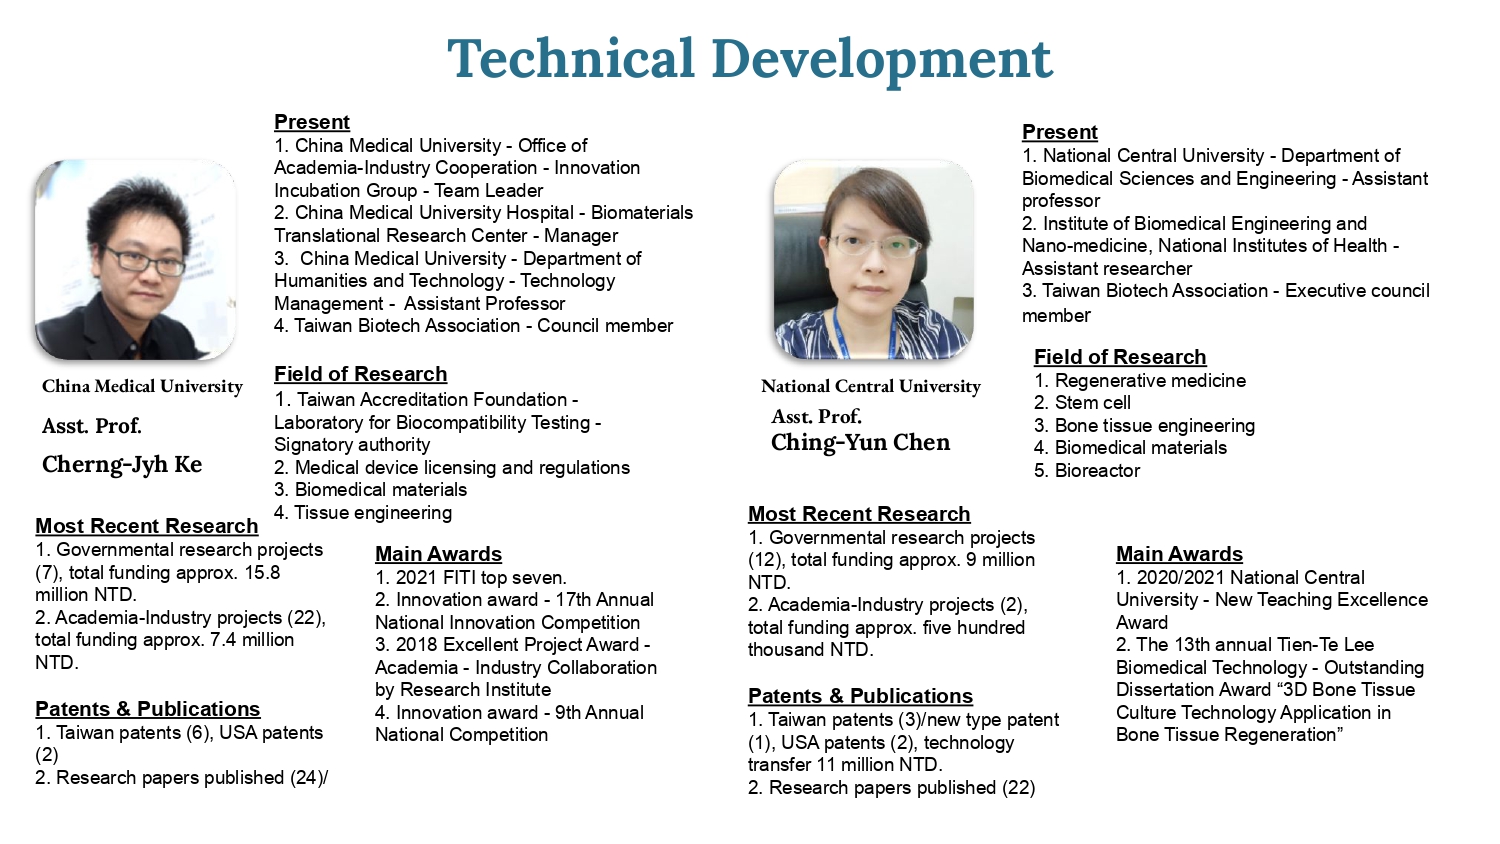 Technical Development
Present
1. China Medical University - Office of
Academia-Industry Cooperation - Innovation
Incubation Group - Team Leader
2. China Medical University Hospital - Biomaterials
Translational Research Center - Manager
3.  China Medical University - Department of
Humanities and Technology - Technology
Management -  Assistant Professor
4. Taiwan Biotech Association - Council member
China Medical University
Asst. Prof.
Cherng-Jyh Ke
Field of Research
1. Taiwan Accreditation Foundation -
Laboratory for Biocompatibility Testing -
Signatory authority
2. Medical device licensing and regulations
3. Biomedical materials
4. Tissue engineering
Most Recent Research
1. Governmental research projects
(7), total funding approx. 15.8
million NTD.
2. Academia-Industry projects (22),
total funding approx. 7.4 million
NTD.
Patents & Publications
1. Taiwan patents (6), USA patents
(2)
2. Research papers published (24)/
Main Awards
1. 2021 FITI top seven.
2. Innovation award - 17th Annual
National Innovation Competition
3. 2018 Excellent Project Award -
Academia - Industry Collaboration
by Research Institute
4. Innovation award - 9th Annual
National Competition
Present
1. National Central University - Department of
Biomedical Sciences and Engineering - Assistant
professor
2. Institute of Biomedical Engineering and
Nano-medicine, National Institutes of Health -
Assistant researcher
3. Taiwan Biotech Association - Executive council
member
National Central University
Asst. Prof.
Ching-Yun Chen
Field of Research
1. Regenerative medicine
2. Stem cell
3. Bone tissue engineering
4. Biomedical materials
5. Bioreactor
Most Recent Research
1. Governmental research projects
(12), total funding approx. 9 million
NTD.
2. Academia-Industry projects (2),
total funding approx. five hundred
thousand NTD.
Patents & Publications
1. Taiwan patents (3)/new type patent
(1), USA patents (2), technology
transfer 11 million NTD.
2. Research papers published (22)
Main Awards
1. 2020/2021 National Central
University - New Teaching Excellence
Award
2. The 13th annual Tien-Te Lee
Biomedical Technology - Outstanding
Dissertation Award “3D Bone Tissue
Culture Technology Application in
Bone Tissue Regeneration”